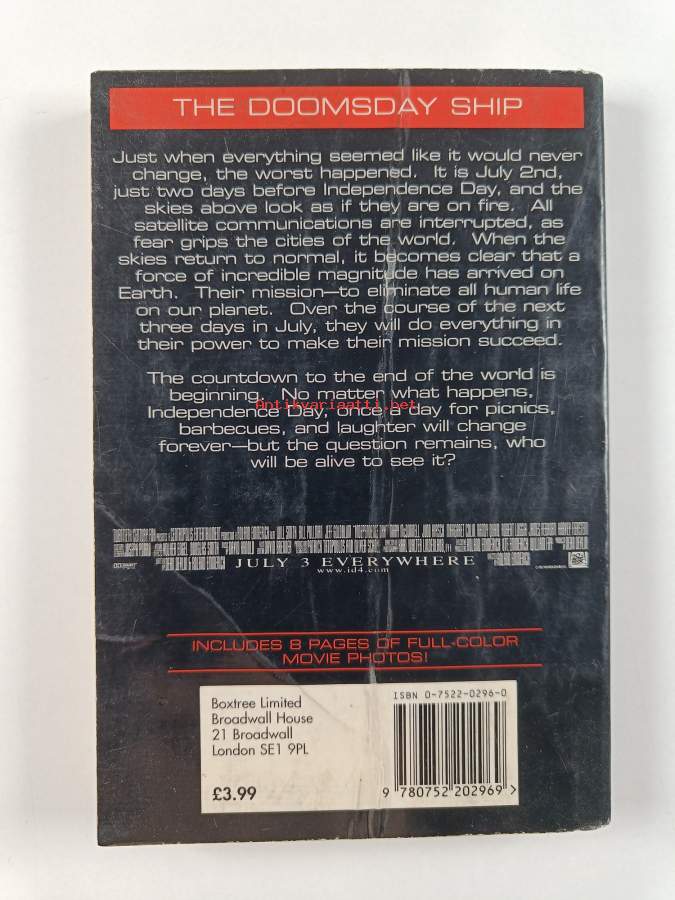 THE DOOMSDAY SHIP
Just when everything seemed like it would never
change, the worst happened. It is July 2nd,
just two days before Independence Day, and the
skies above look as if they are on fire. All
satellite communications are interrupted, as
fear grips the cities of the world. When the
skies return to normal, it becomes clear that a
force of incredible magnitude has arrived on
Earth. Their mission—to eliminate all human life
on our planet. Over the course of the next
three days in July, they will do everything in
their power to make their mission succeed.
The countdown to the end of the world is
beginning. No matter what happens,
Antikvariaatti.net
Independence Day, once a day for picnics,
barbecues, and laughter will change
forever—but the question remains, who
will be alive to see it?
JULY 3 EVERYWHERE
www.id4.com
INCLUDES 8 PAGES OF FULL-COLOR
MOVIE PHOTOS!
Boxtree Limited
Broadwall House
21 Broadwall
London SE1 9PL
£3.99
ISBN 0-7522-0296-0
9 780752 202969 >